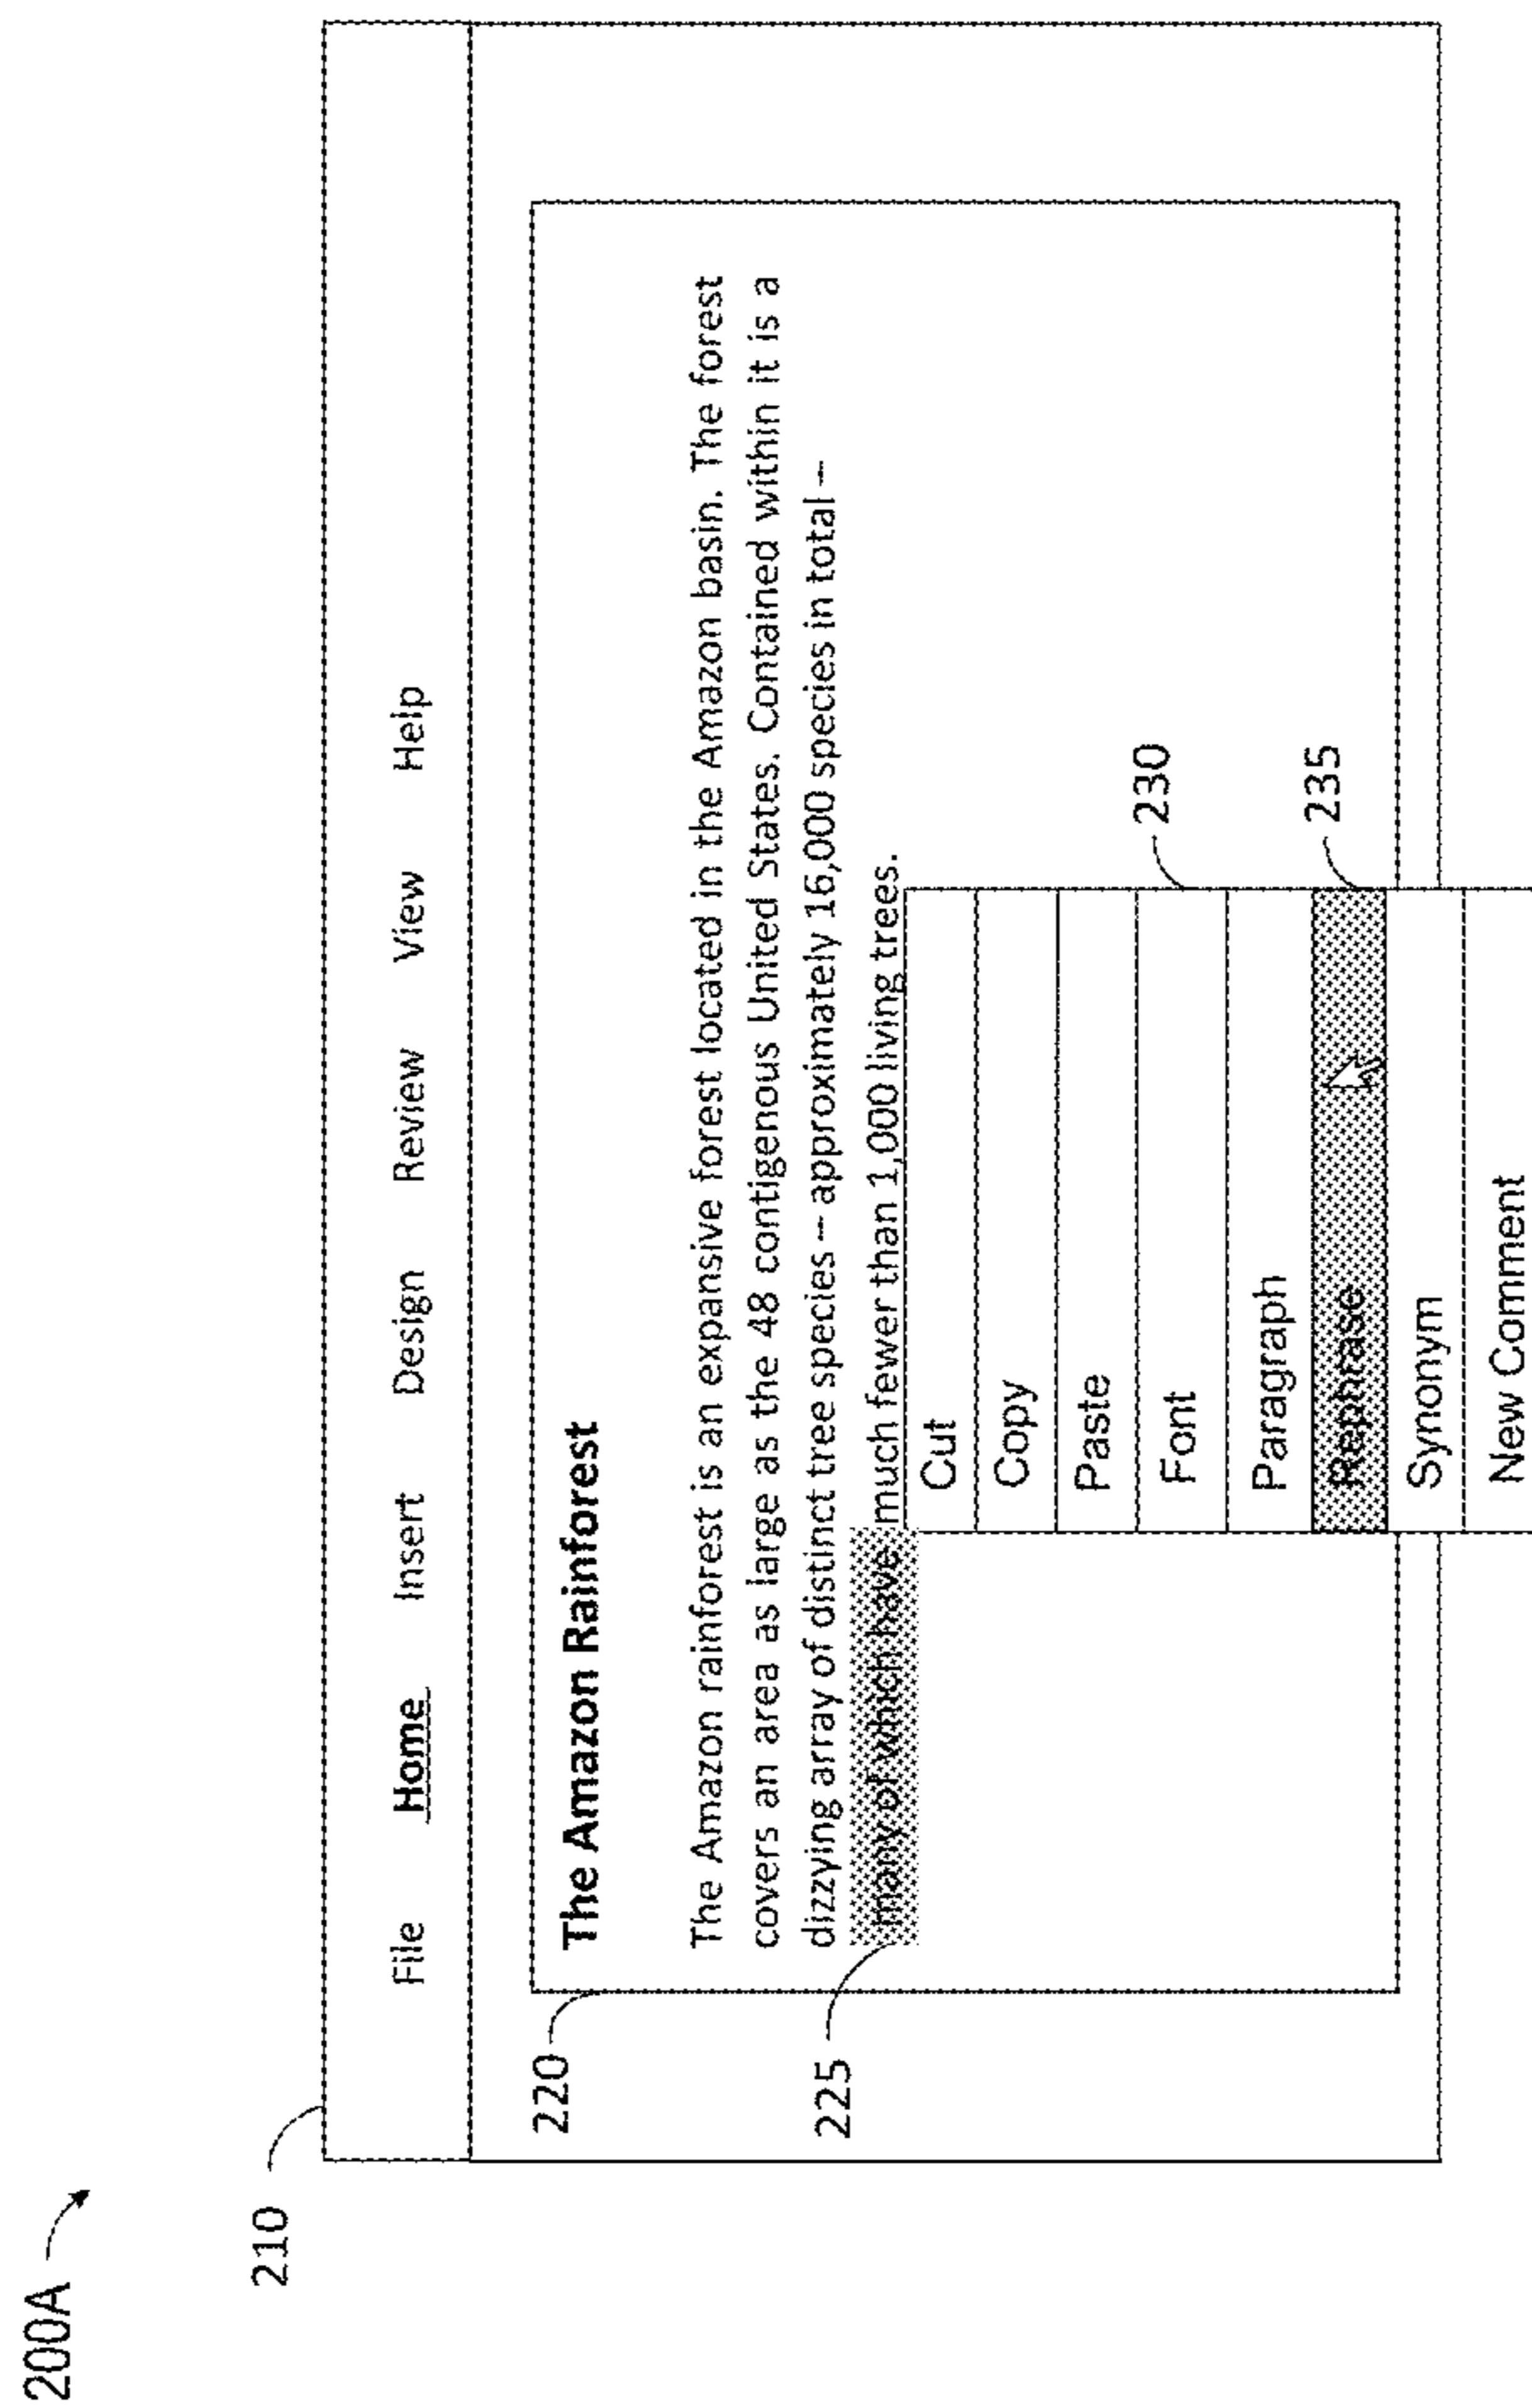 200A
210
File Home Insert Design Review View Help
220
The Amazon Rainforest
The Amazon rainforest is an expansive forest located in the Amazon basin. The forest
covers an area as large as the 48 contigenous United States. Contained within it is a
dizzying array of distinct tree species -- approximately 16,000 species in total --
225
many of which have much fewer than 1,000 living trees.
Cut
Copy
Paste
Font
230
Paragraph
Rephrase
235
Synonym
New Comment